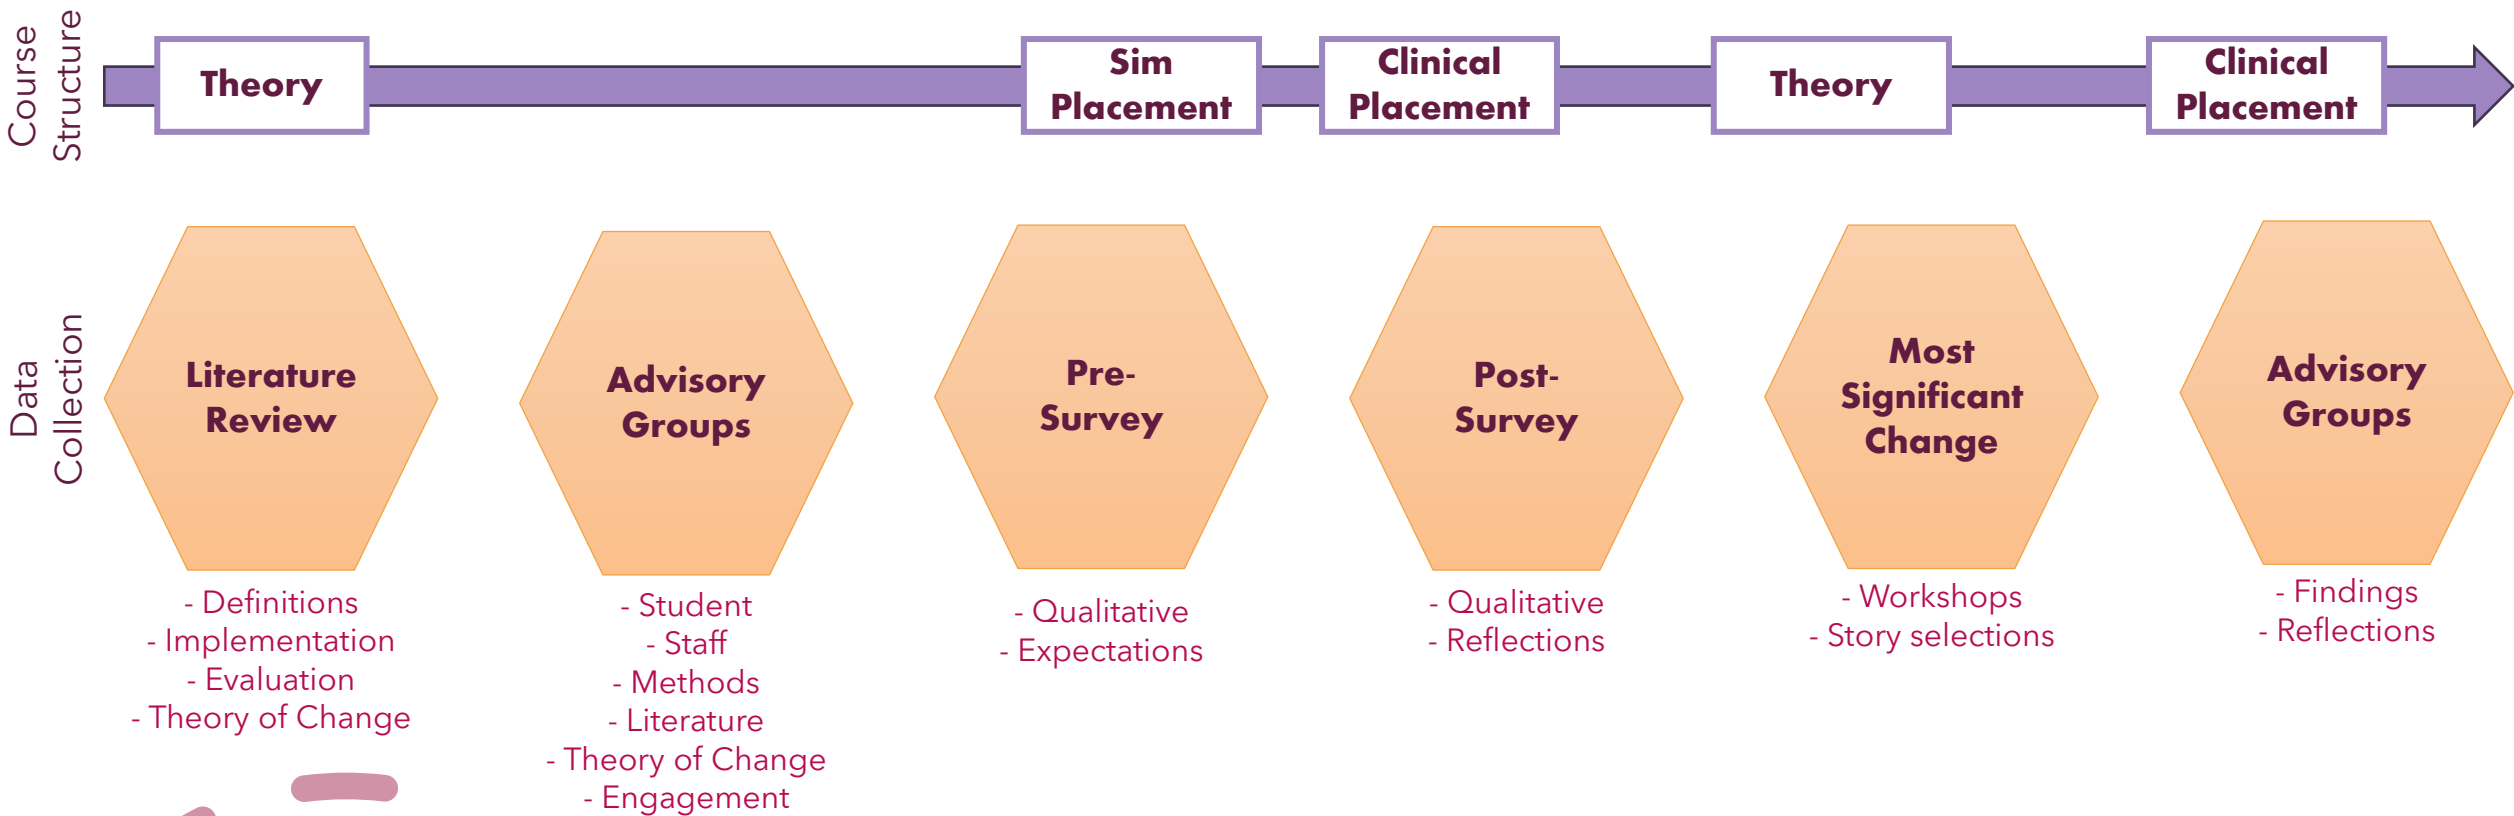 Course
Structure
Theory
Sim
Placement
Clinical
Placement
Theory
Clinical
Placement
Data
Collection
Literature
Review
- Definitions
- Implementation
- Evaluation
- Theory of Change
Advisory
Groups
- Student
- Staff
- Methods
- Literature
- Theory of Change
- Engagement
Pre-
Survey
- Qualitative
- Expectations
Post-
Survey
- Qualitative
- Reflections
Most
Significant
Change
- Workshops
- Story selections
Advisory
Groups
- Findings
- Reflections